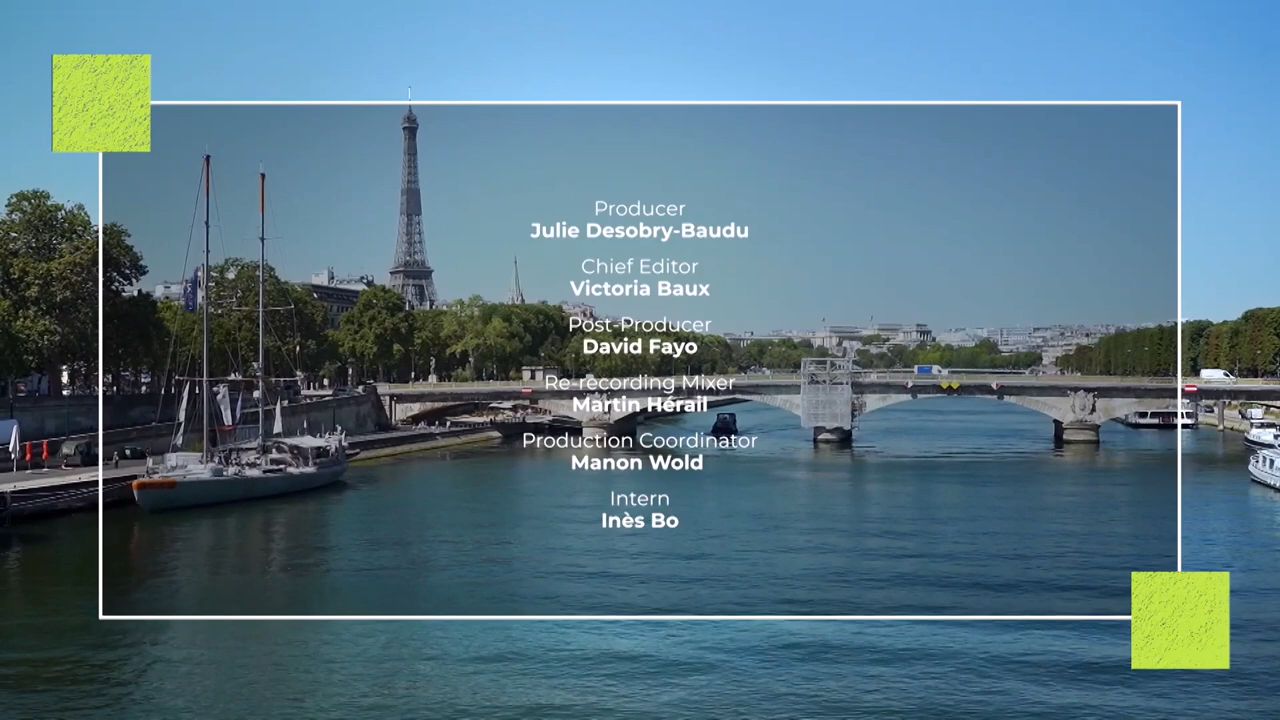 Producer
Julie Desobry-Baudu
Chief Editor
Victoria Baux
Post-Producer
David Fayo
Re-recording Mixer
Martin Hérail
Production Coordinator
Manon Wold
Intern
Inès Bo